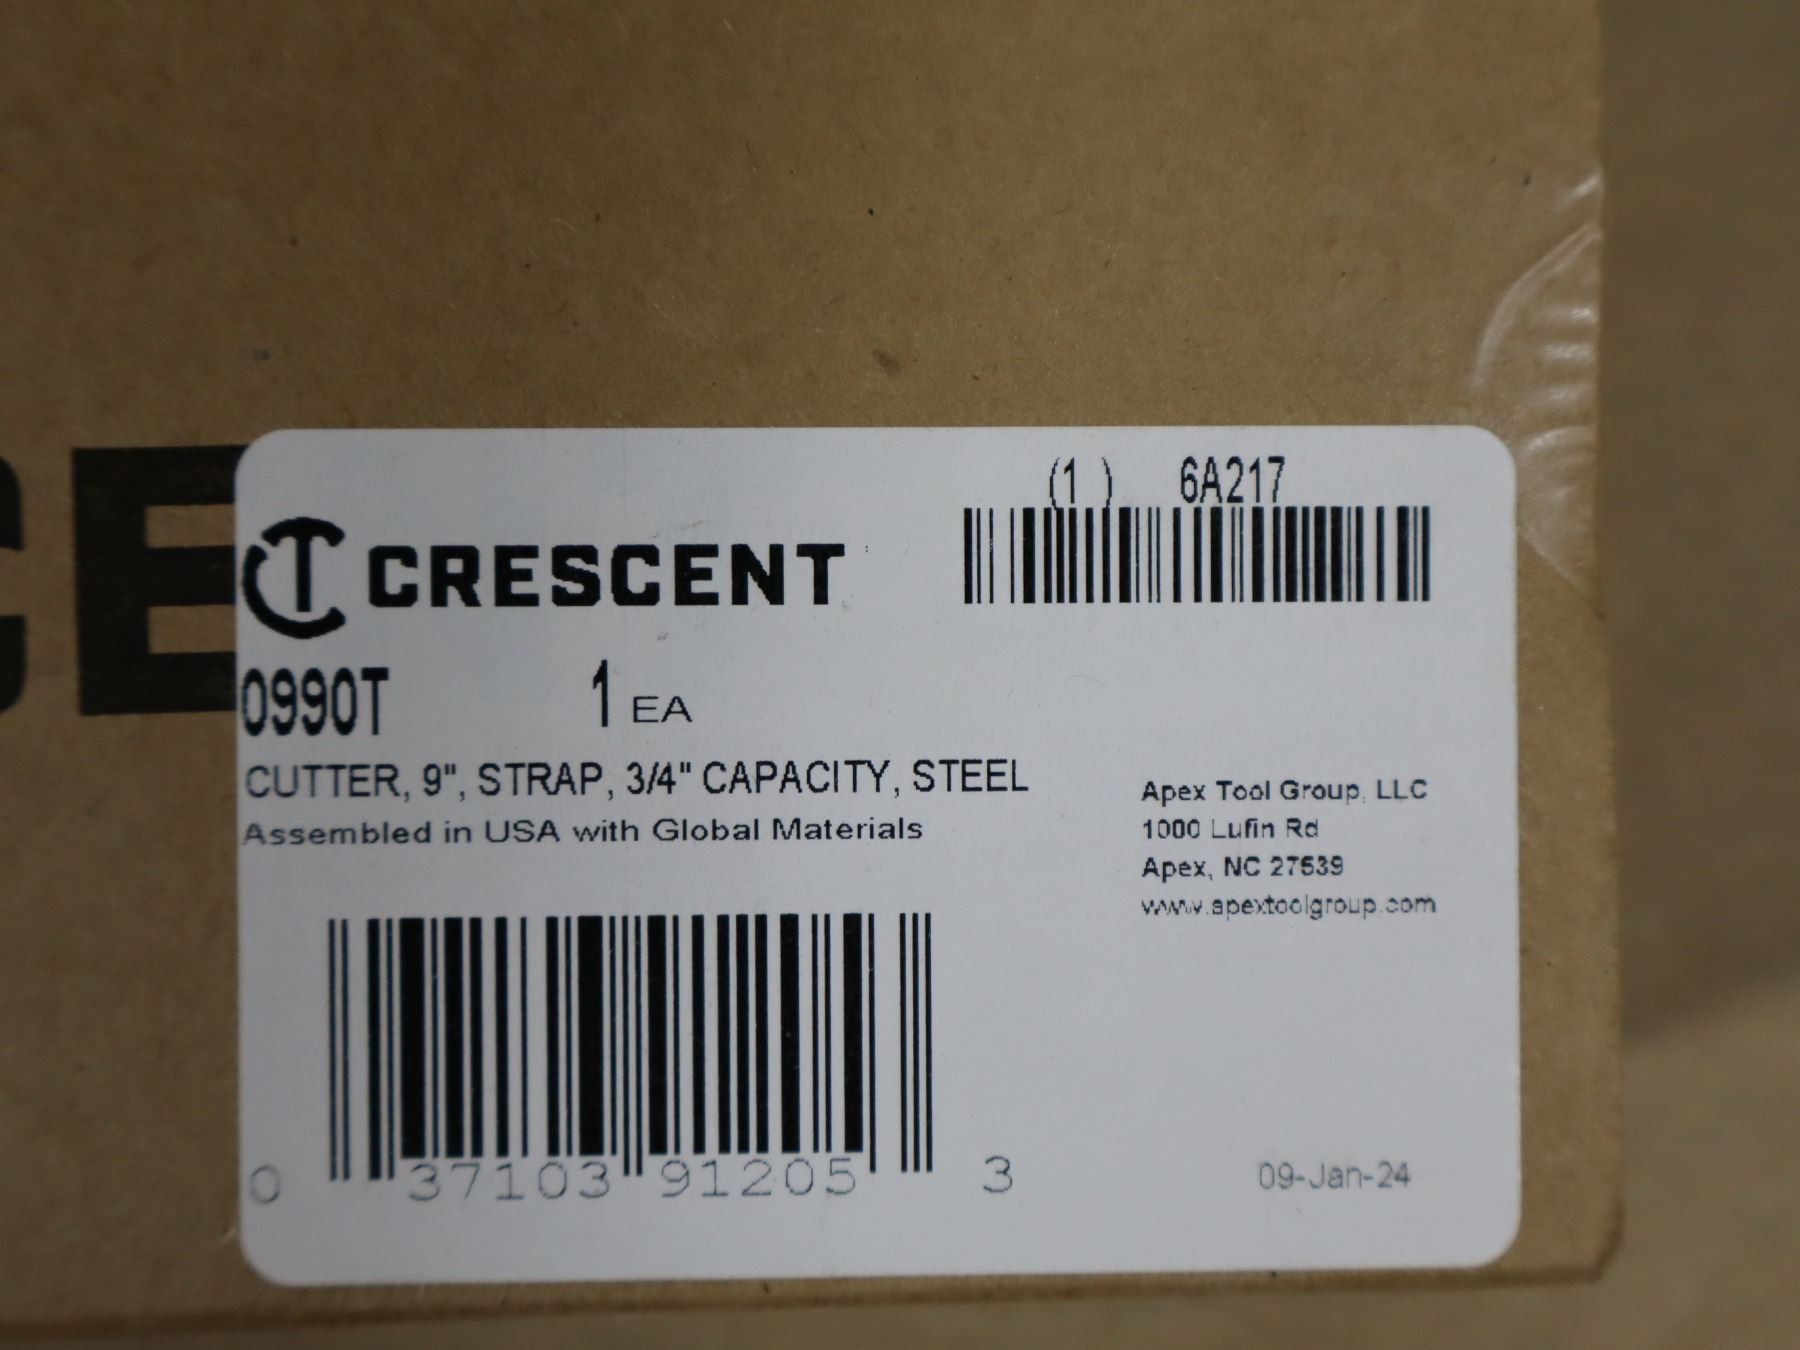 CE
(1 ) 6A217
CRESCENT
0990T 1 EA
CUTTER, 9", STRAP, 3/4" CAPACITY, STEEL
Assembled in USA with Global Materials
Apex Tool Group, LLC
1000 Lufin Rd
Apex, NC 27539
www.apextoolgroup.com
0 37103 91205 3
09-Jan-24